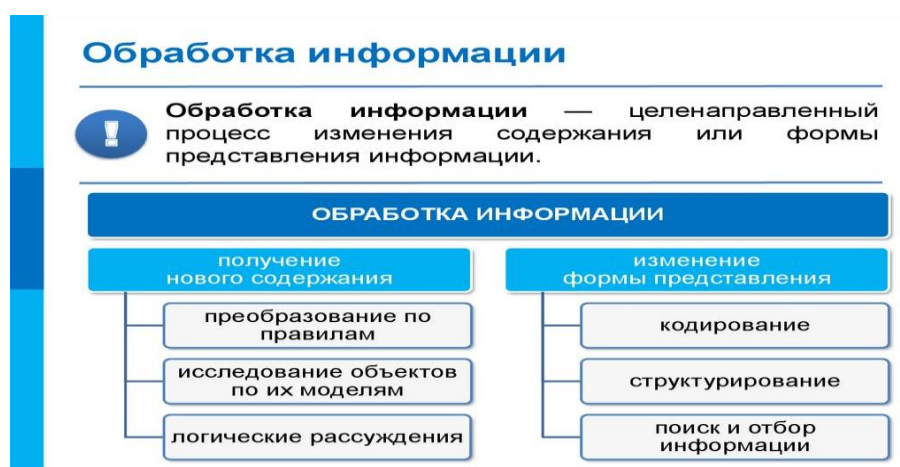 Обработка информации
!
Обработка информации — целенаправленный
процесс изменения содержания или формы
представления информации.
ОБРАБОТКА ИНФОРМАЦИИ
получение
нового содержания
преобразование по
правилам
исследование объектов
по их моделям
логические рассуждения
изменение
формы представления
кодирование
структурирование
поиск и отбор
информации